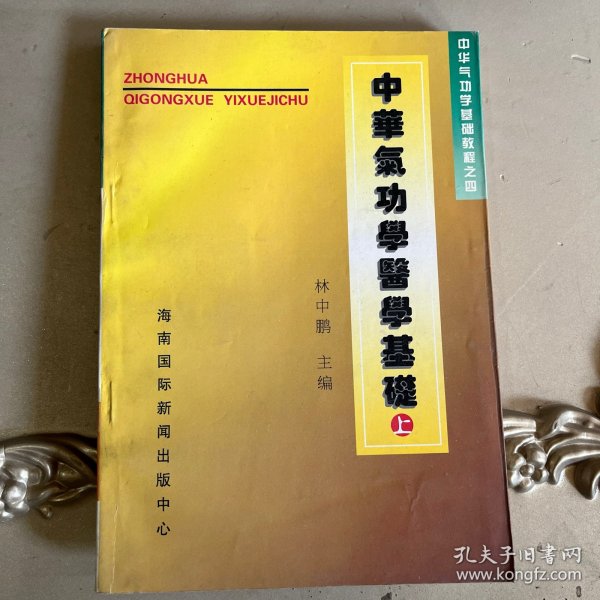 ZHONGHUA
QIGONGXUE YIXUEJICHU
中华气功学基础教程之四
中華氣功學醫學基礎
上
林中鹏 主编
海南国际新闻出版中心
孔夫子旧书网
www.kongfz.com